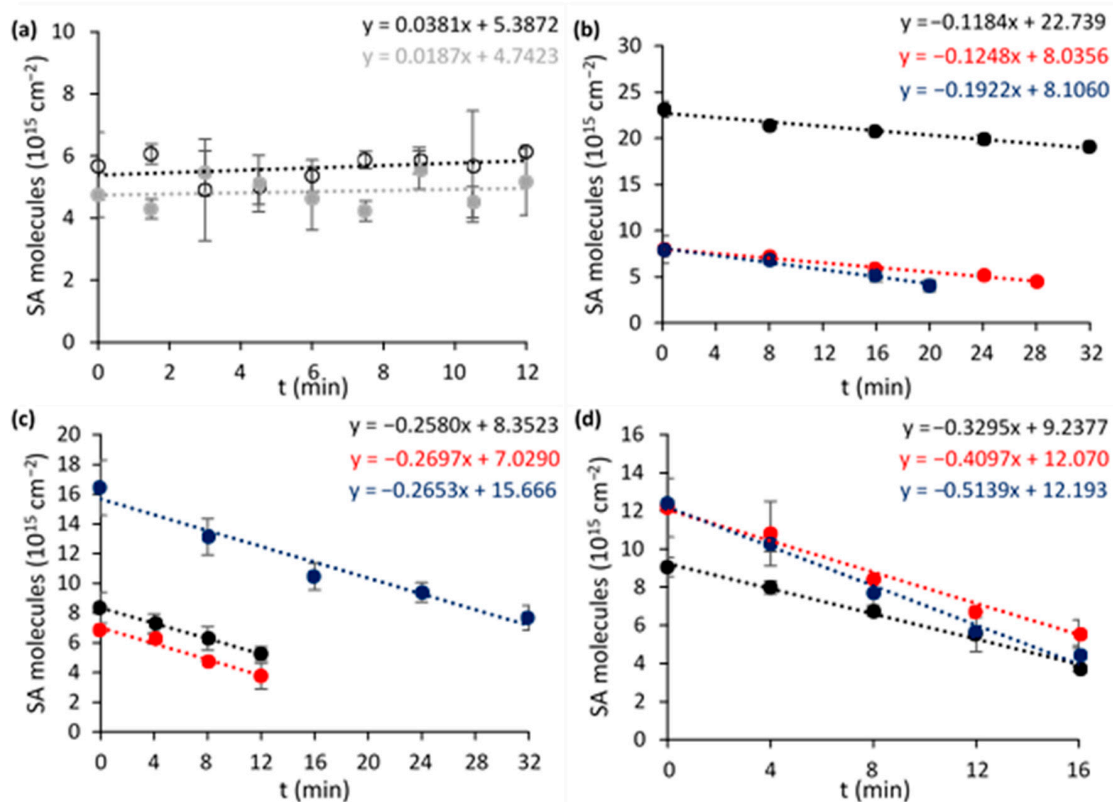 (a)
y = 0.0381x + 5.3872
y = 0.0187x + 4.7423
SA molecules (10¹⁵ cm⁻²)
10
8
6
4
2
0
0 2 4 6 8 10 12
t (min)
(b)
y = −0.1184x + 22.739
y = −0.1248x + 8.0356
y = −0.1922x + 8.1060
SA molecules (10¹⁵ cm⁻²)
30
25
20
15
10
5
0
0 4 8 12 16 20 24 28 32
t (min)
(c)
y = −0.2580x + 8.3523
y = −0.2697x + 7.0290
y = −0.2653x + 15.666
SA molecules (10¹⁵ cm⁻²)
20
18
16
14
12
10
8
6
4
2
0
0 4 8 12 16 20 24 28 32
t (min)
(d)
y = −0.3295x + 9.2377
y = −0.4097x + 12.070
y = −0.5139x + 12.193
SA molecules (10¹⁵ cm⁻²)
16
14
12
10
8
6
4
2
0
0 4 8 12 16
t (min)